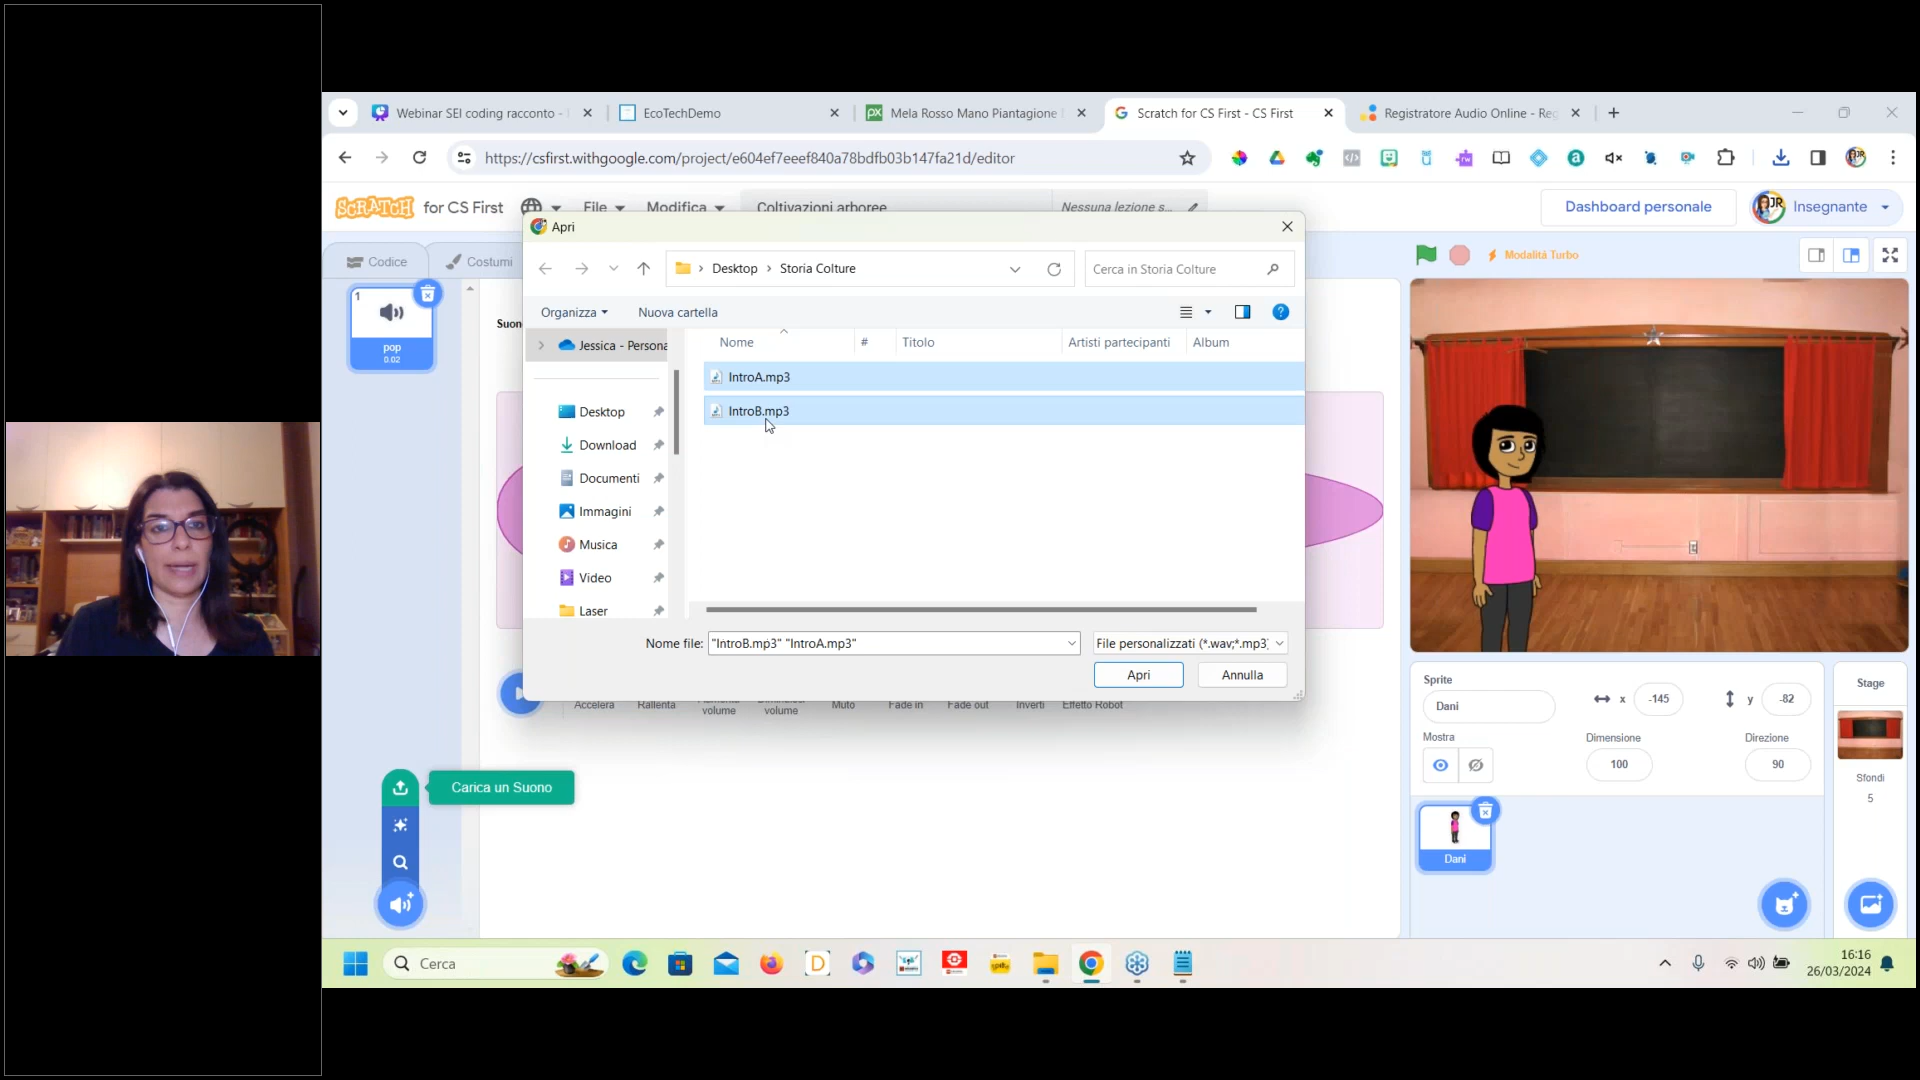 Webinar SEI coding racconto -
EcoTechDemo
Mela Rosso Mano Piantagione
Scratch for CS First - CS First
Registratore Audio Online - Reg
https://csfirst.withgoogle.com/project/e604ef7eeef840a78bdfb03b147fa21d/editor
SCRATCH for CS First
File
Modifica
Coltivazioni arboree
Nessuna lezione s...
Dashboard personale
Insegnante
Codice
Costumi
Modalità Turbo
1
pop
0.02
Suon
Apri
Desktop
Storia Colture
Cerca in Storia Colture
Organizza
Nuova cartella
Jessica - Persona
Desktop
Download
Documenti
Immagini
Musica
Video
Laser
Nome
#
Titolo
Artisti partecipanti
Album
IntroA.mp3
IntroB.mp3
Nome file:
"IntroB.mp3" "IntroA.mp3"
File personalizzati (*.wav;*.mp3;
Apri
Annulla
Accelera
Rallenta
volume
volume
Muto
Fade in
Fade out
Inverti
Effetto Robot
Carica un Suono
Sprite
Dani
x
-145
y
-82
Mostra
Dimensione
100
Direzione
90
Dani
Stage
Sfondi
5
Cerca
16:16
26/03/2024